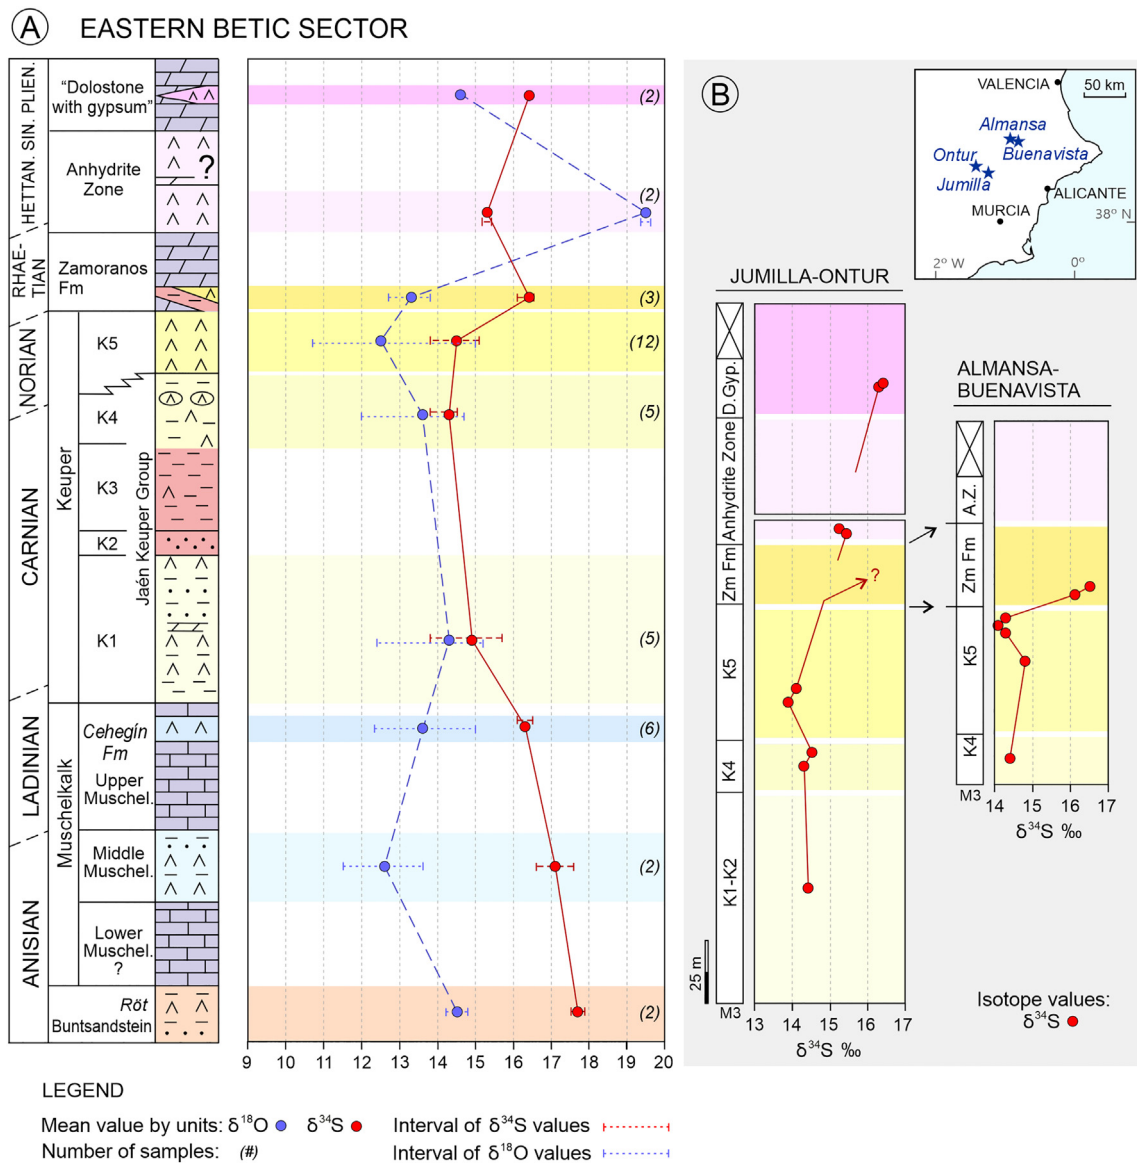 A EASTERN BETIC SECTOR
HETTAN. SIN. PLIEN.
RHAE-
TIAN
NORIAN
CARNIAN
LADINIAN
ANISIAN
Keuper
Muschelkalk
Jaén Keuper Group
"Dolostone
with gypsum"
Anhydrite
Zone
?
Zamoranos
Fm
K5
K4
K3
K2
K1
Cehegín
Fm
Upper
Muschel.
Middle
Muschel.
Lower
Muschel.
?
Röt
Buntsandstein
(2)
(2)
(3)
(12)
(5)
(5)
(6)
(2)
(2)
9 10 11 12 13 14 15 16 17 18 19 20
LEGEND
Mean value by units: δ18O δ34S
Number of samples: (#)
Interval of δ34S values
Interval of δ18O values
B
VALENCIA
50 km
Almansa
Buenavista
Ontur
Jumilla
ALICANTE
MURCIA
38º N
2º W
0º
JUMILLA-ONTUR
D.Gyp.
Anhydrite Zone
Zm Fm
K5
K4
K1-K2
M3
?
25 m
13 14 15 16 17
δ34S ‰
ALMANSA-
BUENAVISTA
A.Z.
Zm Fm
K5
K4
M3
14 15 16 17
δ34S ‰
Isotope values:
δ34S